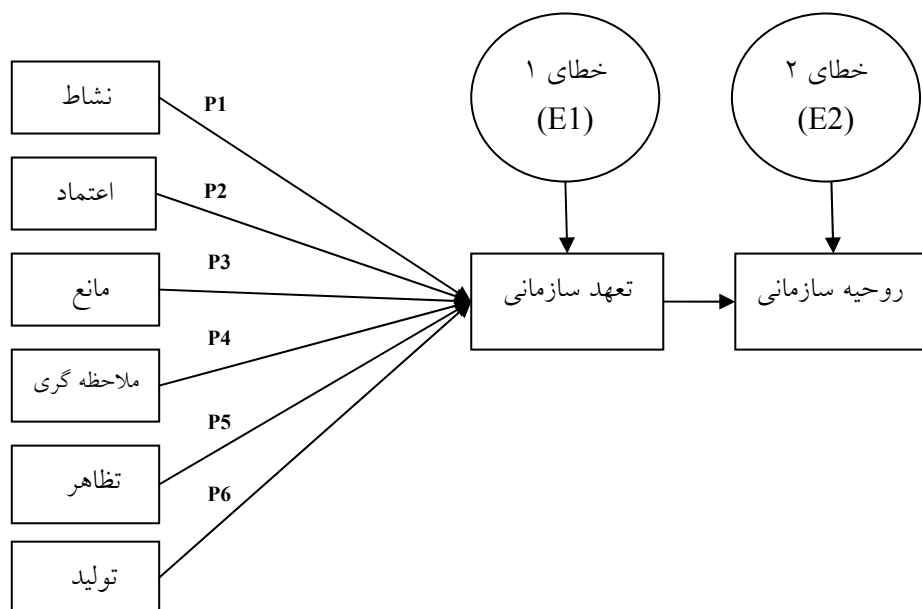 خطای ۱
(E1)
خطای ۲
(E2)
نشاط
P1
اعتماد
P2
مانع
P3
تعهد سازمانی
روحیه سازمانی
ملاحظه گری
P4
تظاهر
P5
تولید
P6